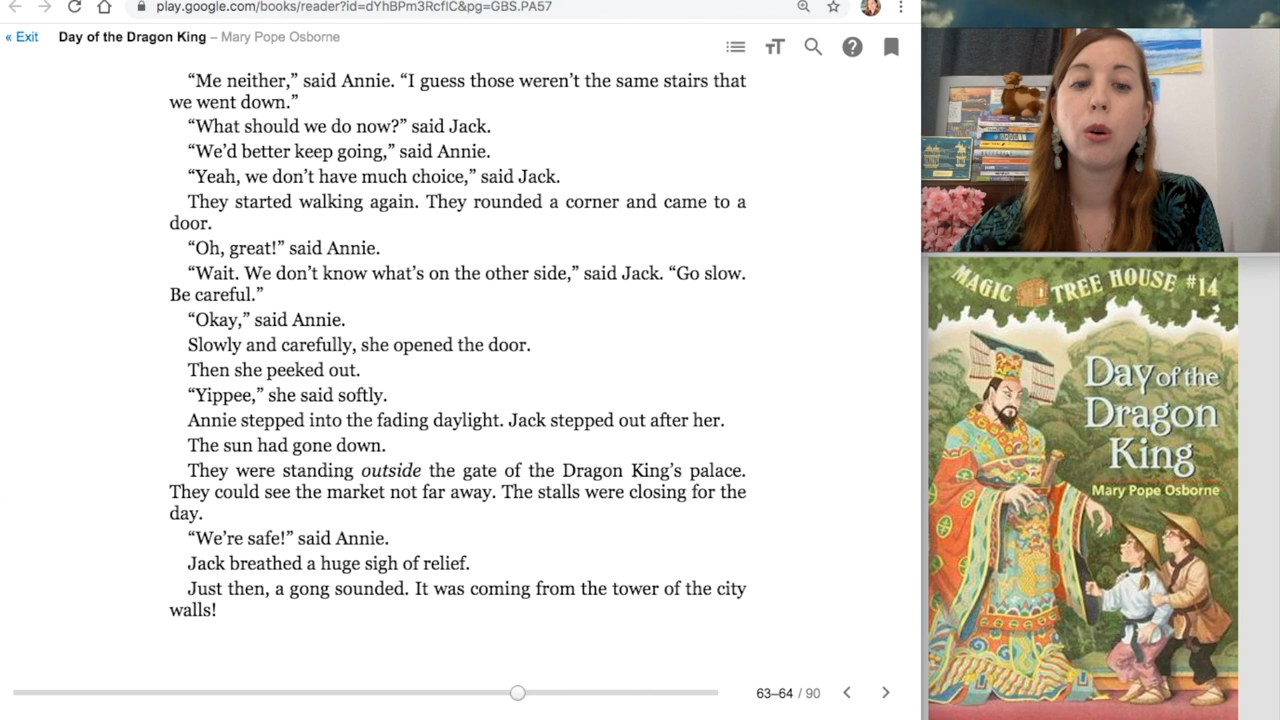 play.google.com/books/reader?id=dYhBPm3RcflC&pg=GBS.PA57
« Exit Day of the Dragon King – Mary Pope Osborne
“Me neither,” said Annie. “I guess those weren’t the same stairs that
we went down.”
“What should we do now?” said Jack.
“We’d better keep going,” said Annie.
“Yeah, we don’t have much choice,” said Jack.
They started walking again. They rounded a corner and came to a
door.
“Oh, great!” said Annie.
“Wait. We don’t know what’s on the other side,” said Jack. “Go slow.
Be careful.”
“Okay,” said Annie.
Slowly and carefully, she opened the door.
Then she peeked out.
“Yippee,” she said softly.
Annie stepped into the fading daylight. Jack stepped out after her.
The sun had gone down.
They were standing outside the gate of the Dragon King’s palace.
They could see the market not far away. The stalls were closing for the
day.
“We’re safe!” said Annie.
Jack breathed a huge sigh of relief.
Just then, a gong sounded. It was coming from the tower of the city
walls!
63–64 / 90
MAGIC TREE HOUSE #14
Day of the
Dragon
King
Mary Pope Osborne